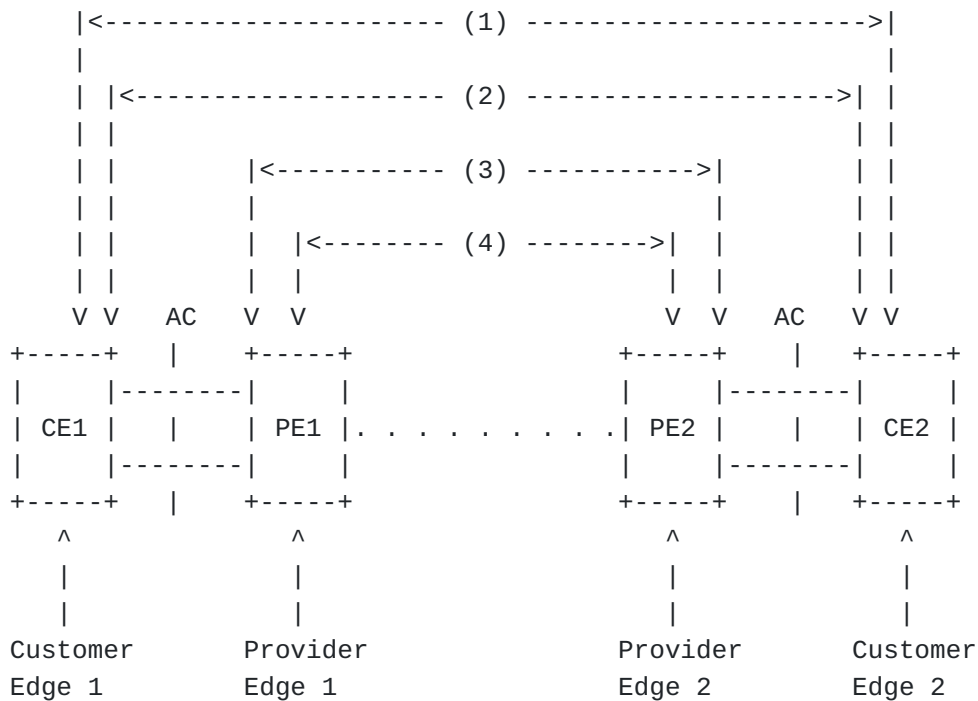 |<---------------------- (1) ---------------------->|
|                                                   |
| |<--------------------- (2) -------------------->| |
| |                                               | |
| |        |<----------- (3) ----------->|        | |
| |        |                             |        | |
| |        |  |<-------- (4) -------->|  |        | |
| |        |  |                       |  |        | |
V V   AC   V  V                       V  V   AC   V V
+-----+   |    +-----+                 +-----+    |   +-----+
|     |--------|     |                 |     |--------|     |
| CE1 |   |    | PE1 |. . . . . . . . .| PE2 |    |   | CE2 |
|     |--------|     |                 |     |--------|     |
+-----+   |    +-----+                 +-----+    |   +-----+
^              ^                       ^              ^
|              |                       |              |
|              |                       |              |
Customer       Provider                Provider       Customer
Edge 1         Edge 1                  Edge 2         Edge 2